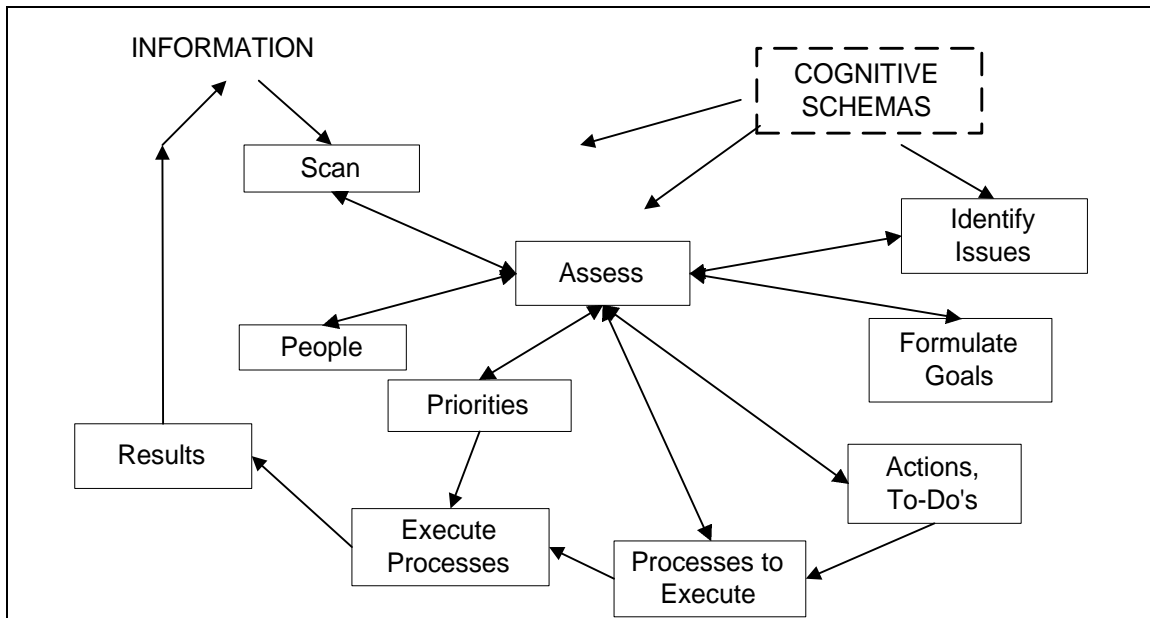 INFORMATION
COGNITIVE
SCHEMAS
Scan
Identify
Issues
Assess
People
Formulate
Goals
Priorities
Results
Actions,
To-Do's
Execute
Processes
Processes to
Execute